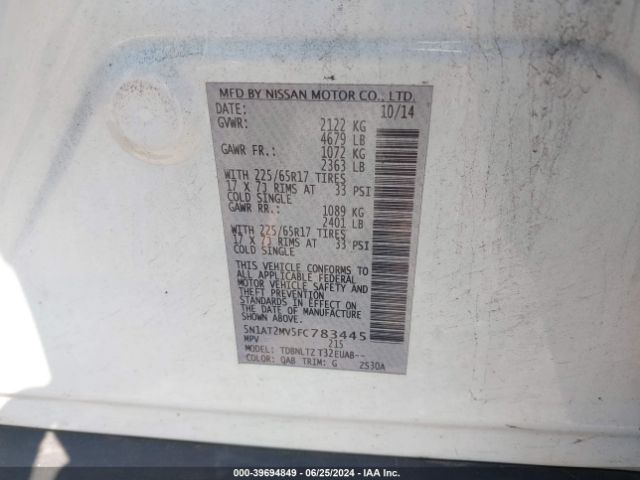 MFD BY NISSAN MOTOR CO., LTD.
DATE: 10/14
GVWR: 2122 KG
4679 LB
GAWR FR.: 1072 KG
2363 LB
WITH 225/65R17 TIRES
17 X 7J RIMS AT 33 PSI
COLD SINGLE
GAWR RR.: 1089 KG
2401 LB
WITH 225/65R17 TIRES
17 X 7J RIMS AT 33 PSI
COLD SINGLE
THIS VEHICLE CONFORMS TO
ALL APPLICABLE FEDERAL
MOTOR VEHICLE SAFETY AND
THEFT PREVENTION
STANDARDS IN EFFECT ON
THE DATE OF MANUFACTURE
SHOWN ABOVE.
5N1AT2MV5FC783445
MPV 215
MODEL: TDBNLTZ T32EUAB--
COLOR: QAB TRIM: G 2S30A
000-39694849 | 06/25/2024 | IAA Inc.